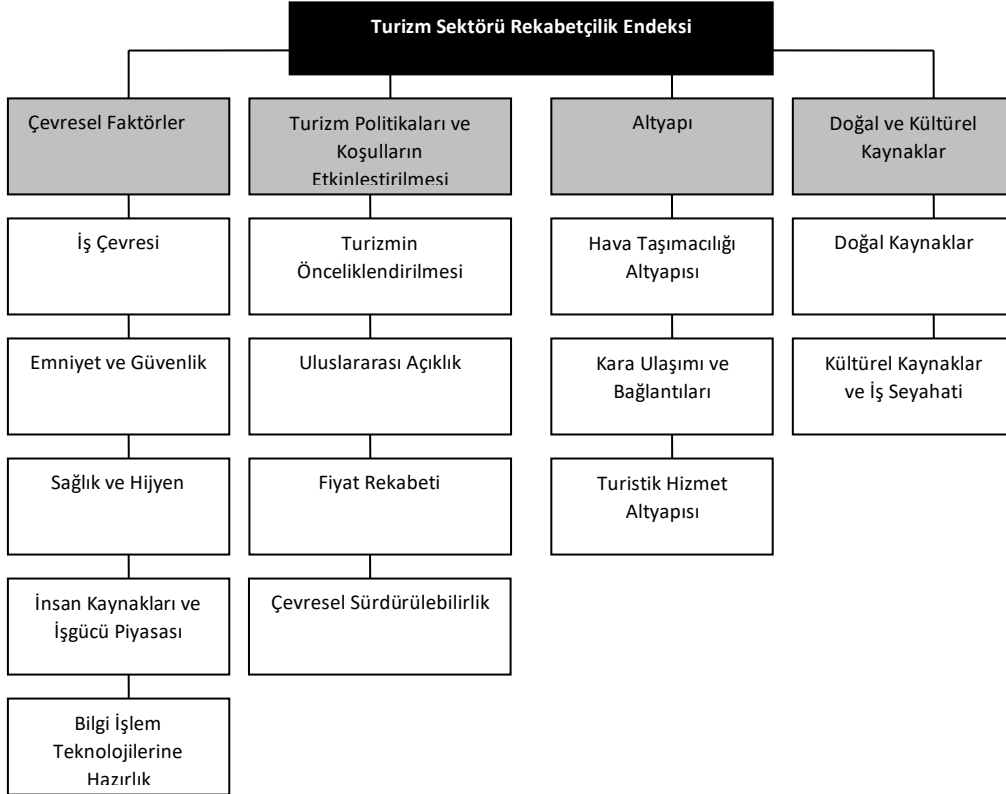 Turizm Sektörü Rekabetçilik Endeksi
Çevresel Faktörler
Turizm Politikaları ve
Koşulların
Etkinleştirilmesi
Altyapı
Doğal ve Kültürel
Kaynaklar
İş Çevresi
Turizmin
Önceliklendirilmesi
Hava Taşımacılığı
Altyapısı
Doğal Kaynaklar
Emniyet ve Güvenlik
Uluslararası Açıklık
Kara Ulaşımı ve
Bağlantıları
Kültürel Kaynaklar
ve İş Seyahati
Sağlık ve Hijyen
Fiyat Rekabeti
Turistik Hizmet
Altyapısı
İnsan Kaynakları ve
İşgücü Piyasası
Çevresel Sürdürülebilirlik
Bilgi İşlem
Teknolojilerine
Hazırlık